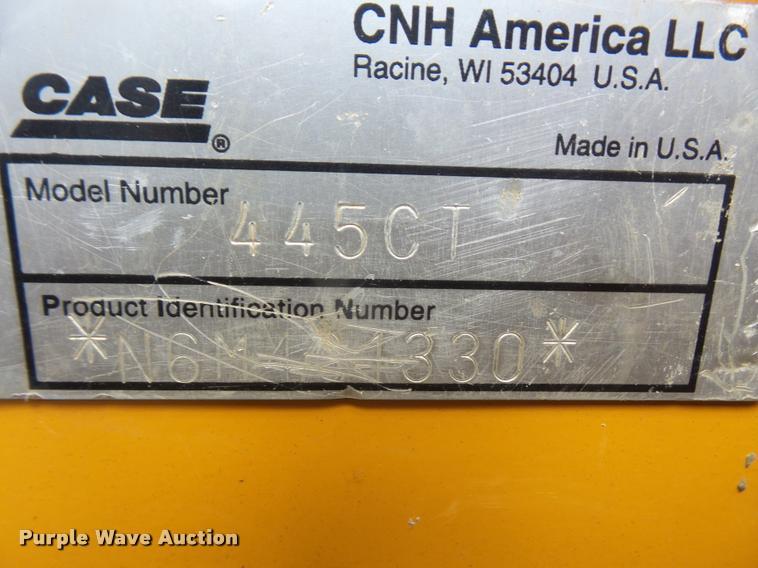 CNH America LLC
Racine, WI 53404 U.S.A.
CASE®
Made in U.S.A.
Model Number
445CT
Product Identification Number
Purple Wave Auction